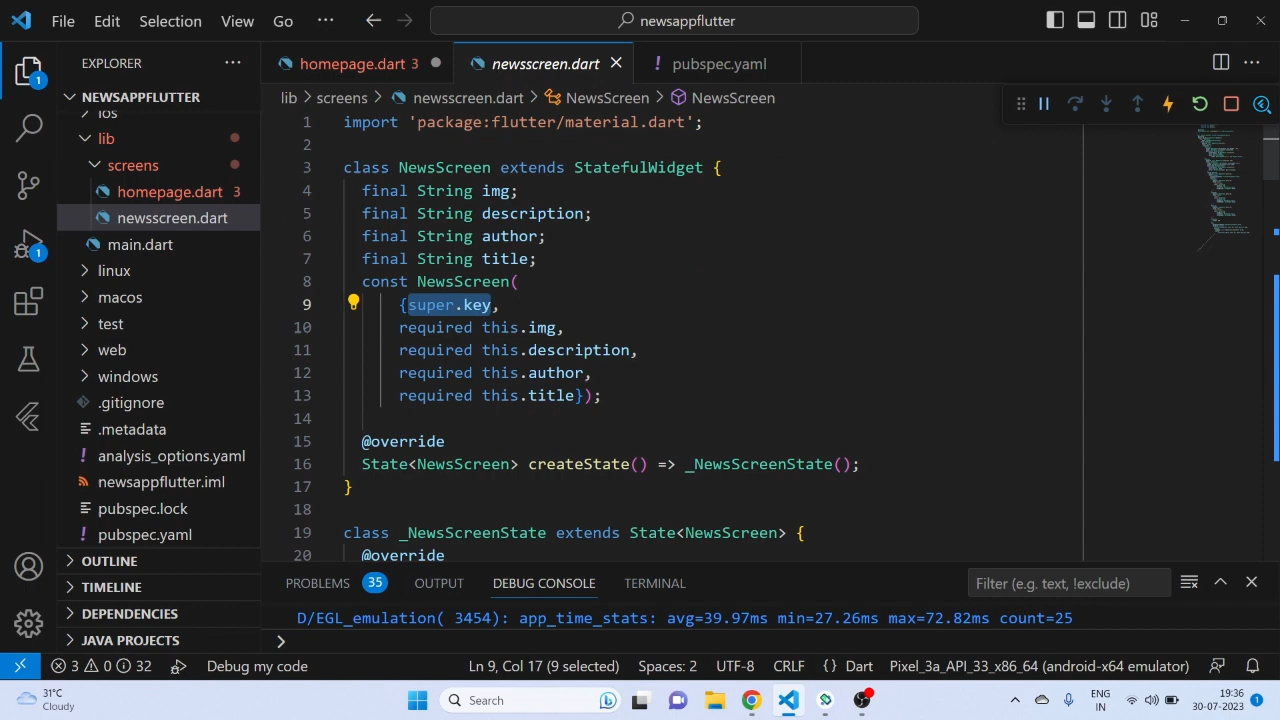 File Edit Selection View Go ··· newsappflutter
EXPLORER ···
homepage.dart 3
newsscreen.dart
! pubspec.yaml
lib > screens > newsscreen.dart > NewsScreen > NewsScreen
NEWSAPPFLUTTER
ios
lib
screens
homepage.dart 3
newsscreen.dart
main.dart
linux
macos
test
web
windows
.gitignore
.metadata
! analysis_options.yaml
newsappflutter.iml
pubspec.lock
! pubspec.yaml
OUTLINE
TIMELINE
DEPENDENCIES
JAVA PROJECTS
1
1
1 import 'package:flutter/material.dart';
2
3 class NewsScreen extends StatefulWidget {
4 final String img;
5 final String description;
6 final String author;
7 final String title;
8 const NewsScreen(
9 {super.key,
10 required this.img,
11 required this.description,
12 required this.author,
13 required this.title});
14
15 @override
16 State<NewsScreen> createState() => _NewsScreenState();
17 }
18
19 class _NewsScreenState extends State<NewsScreen> {
20 @override
PROBLEMS 35 OUTPUT DEBUG CONSOLE TERMINAL Filter (e.g. text, !exclude)
D/EGL_emulation( 3454): app_time_stats: avg=39.97ms min=27.26ms max=72.82ms count=25
>
3 0 32 Debug my code Ln 9, Col 17 (9 selected) Spaces: 2 UTF-8 CRLF {} Dart Pixel_3a_API_33_x86_64 (android-x64 emulator)
31°C
Cloudy
Search
ENG
IN
19:36
30-07-2023
1